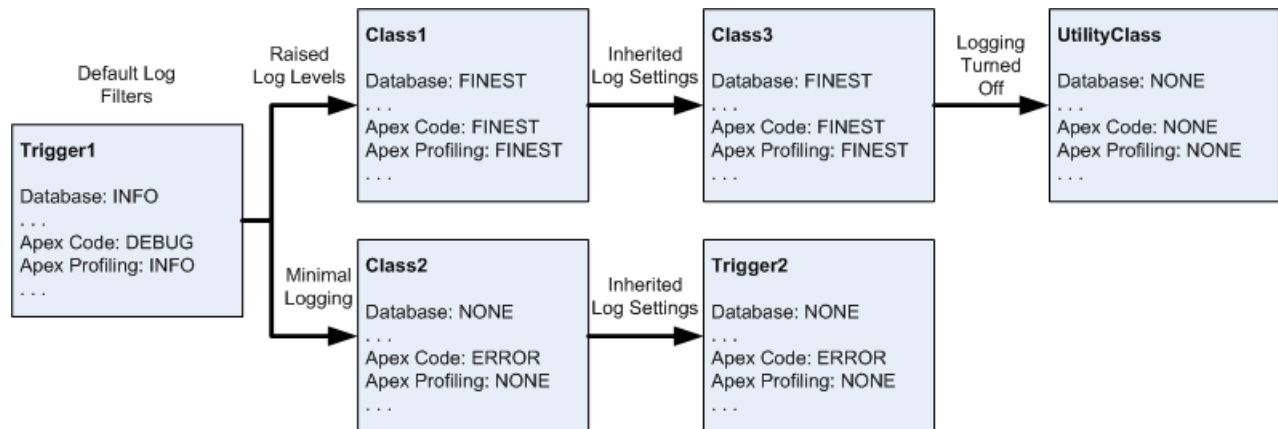 Default Log
Filters
Trigger1
Database: INFO
. . .
Apex Code: DEBUG
Apex Profiling: INFO
. . .
Raised
Log Levels
Class1
Database: FINEST
. . .
Apex Code: FINEST
Apex Profiling: FINEST
. . .
Inherited
Log Settings
Class3
Database: FINEST
. . .
Apex Code: FINEST
Apex Profiling: FINEST
. . .
Logging
Turned
Off
UtilityClass
Database: NONE
. . .
Apex Code: NONE
Apex Profiling: NONE
. . .
Minimal
Logging
Class2
Database: NONE
. . .
Apex Code: ERROR
Apex Profiling: NONE
. . .
Inherited
Log Settings
Trigger2
Database: NONE
. . .
Apex Code: ERROR
Apex Profiling: NONE
. . .